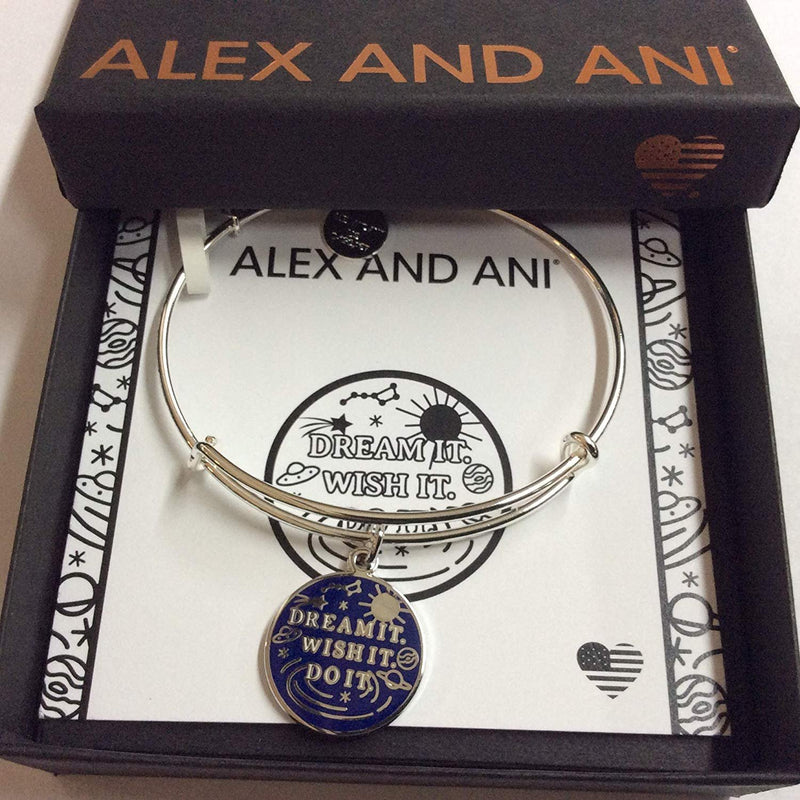 ALEX AND ANI®
ALEX AND ANI®
DREAM IT.
WISH IT.
DREAM IT.
WISH IT.
DO IT.